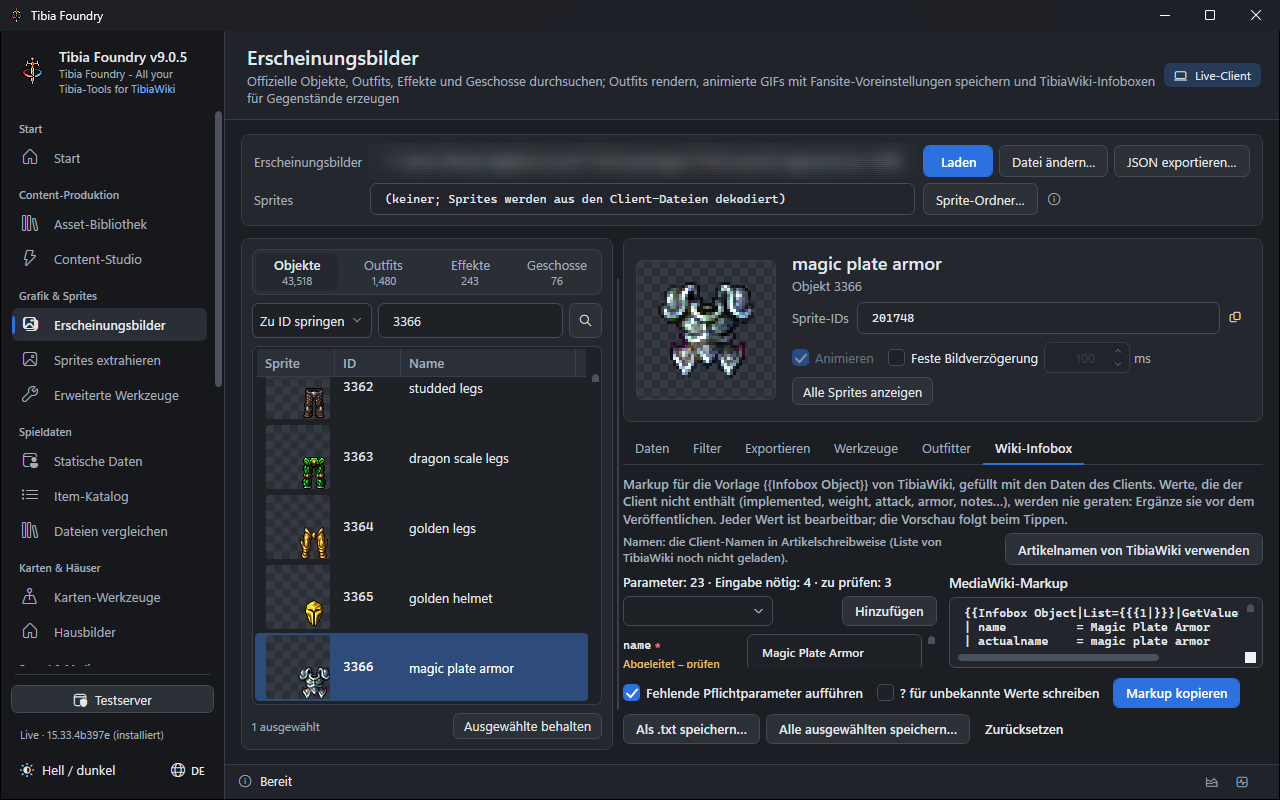 Tibia Foundry
Tibia Foundry v9.0.5
Tibia Foundry - All your
Tibia-Tools for TibiaWiki
Start
Start
Content-Produktion
Asset-Bibliothek
Content-Studio
Grafik & Sprites
Erscheinungsbilder
Sprites extrahieren
Erweiterte Werkzeuge
Spieldaten
Statische Daten
Item-Katalog
Dateien vergleichen
Karten & Häuser
Karten-Werkzeuge
Hausbilder
Testserver
Live · 15.33.4b397e (installiert)
Hell / dunkel
DE
Erscheinungsbilder
Offizielle Objekte, Outfits, Effekte und Geschosse durchsuchen; Outfits rendern, animierte GIFs mit Fansite-Voreinstellungen speichern und TibiaWiki-Infoboxen
für Gegenstände erzeugen
Live-Client
Erscheinungsbilder
Laden
Datei ändern...
JSON exportieren...
Sprites
(keiner; Sprites werden aus den Client-Dateien dekodiert)
Sprite-Ordner...
Objekte
43,518
Outfits
1,480
Effekte
243
Geschosse
76
Zu ID springen
3366
Sprite ID Name
3362 studded legs
3363 dragon scale legs
3364 golden legs
3365 golden helmet
3366 magic plate armor
1 ausgewählt
Ausgewählte behalten
magic plate armor
Objekt 3366
Sprite-IDs
201748
Animieren
Feste Bildverzögerung
100
ms
Alle Sprites anzeigen
Daten
Filter
Exportieren
Werkzeuge
Outfitter
Wiki-Infobox
Markup für die Vorlage {{Infobox Object}} von TibiaWiki, gefüllt mit den Daten des Clients. Werte, die der
Client nicht enthält (implemented, weight, attack, armor, notes...), werden nie geraten: Ergänze sie vor dem
Veröffentlichen. Jeder Wert ist bearbeitbar; die Vorschau folgt beim Tippen.
Namen: die Client-Namen in Artikelschreibweise (Liste von
TibiaWiki noch nicht geladen).
Artikelnamen von TibiaWiki verwenden
Parameter: 23 · Eingabe nötig: 4 · zu prüfen: 3
Hinzufügen
name *
Abgeleitet – prüfen
Magic Plate Armor
MediaWiki-Markup
{{Infobox Object|List={{{1|}}}|GetValue
| name = Magic Plate Armor
| actualname = magic plate armor
Fehlende Pflichtparameter aufführen
? für unbekannte Werte schreiben
Markup kopieren
Als .txt speichern...
Alle ausgewählten speichern...
Zurücksetzen
Bereit